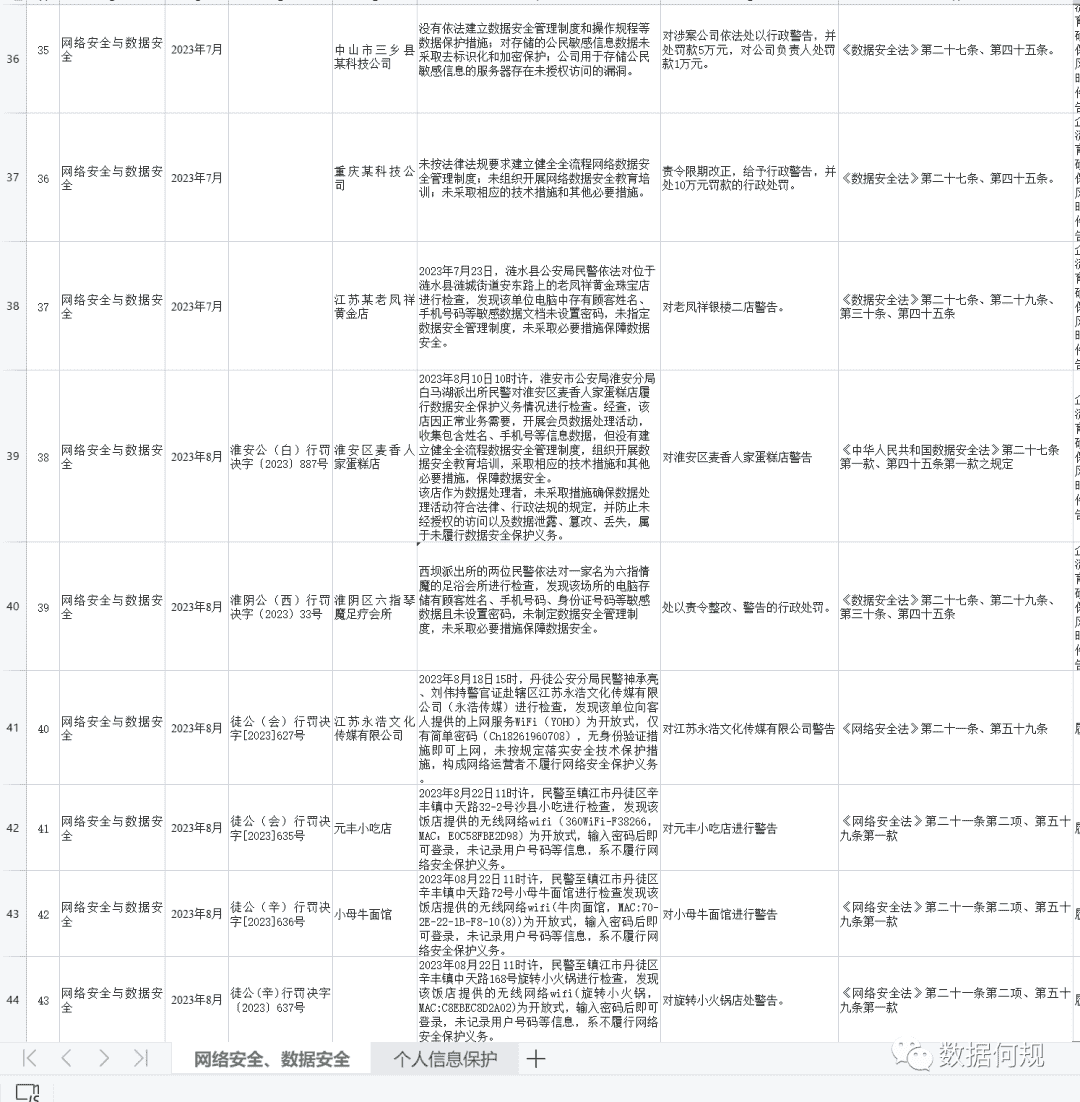 36
35
网络安全与数据安
全
2023年7月
中山市三乡县
某科技公司
没有依法建立数据安全管理制度和操作规程等
数据保护措施；对存储的公民敏感信息数据未
采取去标识化和加密保护；公司用于存储公民
敏感信息的服务器存在未授权访问的漏洞。
对涉案公司依法处以行政警告，并
处罚款5万元，对公司负责人处罚
款1万元。
《数据安全法》第二十七条、第四十五条。
37
36
网络安全与数据安
全
2023年7月
重庆某科技公
司
未按法律法规要求建立健全全流程网络数据安
全管理制度；未组织开展网络数据安全教育培
训；未采取相应的技术措施和其他必要措施。
责令限期改正，给予行政警告，并
处10万元罚款的行政处罚。
《数据安全法》第二十七条、第四十五条。
38
37
网络安全与数据安
全
2023年7月
江苏某老凤祥
黄金店
2023年7月23日，涟水县公安局民警依法对位于
涟水县涟城街道安东路上的老凤祥黄金珠宝店
进行检查，发现该单位电脑中存有顾客姓名、
手机号码等敏感数据文档未设置密码，未指定
数据安全管理制度，未采取必要措施保障数据
安全。
对老凤祥银楼二店警告。
《数据安全法》第二十七条、第二十九条、
第三十条、第四十五条
39
38
网络安全与数据安
全
2023年8月
淮安公（白）行罚
决字〔2023〕887号
淮安区麦香人
家蛋糕店
2023年8月10日10时许，淮安市公安局淮安分局
白马湖派出所民警对淮安区麦香人家蛋糕店履
行数据安全保护义务情况进行检查。经查，该
店因正常业务需要，开展会员数据处理活动，
收集包含姓名、手机号等信息数据，但没有建
立健全全流程数据安全管理制度，组织开展数
据安全教育培训，采取相应的技术措施和其他
必要措施，保障数据安全。
该店作为数据处理者，未采取措施确保数据处
理活动符合法律、行政法规的规定，并防止未
经授权的访问以及数据泄露、篡改、丢失，属
于未履行数据安全保护义务。
对淮安区麦香人家蛋糕店警告
《中华人民共和国数据安全法》第二十七条
第一款、第四十五条第一款之规定
40
39
网络安全与数据安
全
2023年8月
淮阴公（西）行罚
决字〔2023〕33号
淮阴区六指琴
魔足疗会所
西坝派出所的两位民警依法对一家名为六指情
魔的足浴会所进行检查，发现该场所的电脑存
储有顾客姓名、手机号码、身份证号码等敏感
数据且未设置密码，未制定数据安全管理制
度，未采取必要措施保障数据安全。
处以责令整改、警告的行政处罚。
《数据安全法》第二十七条、第二十九条、
第三十条、第四十五条
41
40
网络安全与数据安
全
2023年8月
徒公（会）行罚决
字[2023]627号
江苏永浩文化
传媒有限公司
2023年8月18日15时，丹徒公安分局民警神承亮
、刘伟持警官证赴辖区江苏永浩文化传媒有限
公司（永浩传媒）进行检查，发现该单位向客
人提供的上网服务WiFi（YOHO）为开放式，仅
有简单密码（Ch18261960708），无身份验证措
施即可上网，未按规定落实安全技术保护措
施，构成网络运营者不履行网络安全保护义务
。
对江苏永浩文化传媒有限公司警告
《网络安全法》第二十一条、第五十九条
42
41
网络安全与数据安
全
2023年8月
徒公（会）行罚决
字[2023]635号
元丰小吃店
2023年8月22日11时许，民警至镇江市丹徒区辛
丰镇中天路32-2号沙县小吃进行检查，发现该
饭店提供的无线网络wifi（360WiFi-F38266，
MAC：E0C58FBE2D98）为开放式，输入密码后即
可登录，未记录用户号码等信息，系不履行网
络安全保护义务。
对元丰小吃店进行警告
《网络安全法》第二十一条第二项、第五十
九条第一款
43
42
网络安全与数据安
全
2023年8月
徒公（辛）行罚决
字[2023]636号
小母牛面馆
2023年08月22日11时许，民警至镇江市丹徒区
辛丰镇中天路72号小母牛面馆进行检查发现该
饭店提供的无线网络wifi(牛肉面馆，MAC:70-
2E-22-1B-F8-10(8))为开放式，输入密码后即
可登录，未记录用户号码等信息，系不履行网
络安全保护义务。
对小母牛面馆进行警告
《网络安全法》第二十一条第二项、第五十
九条第一款
44
43
网络安全与数据安
全
2023年8月
徒公(辛)行罚决字
〔2023〕637号
2023年08月22日11时许，民警至镇江市丹徒区
辛丰镇中天路168号旋转小火锅进行检查，发现
该饭店提供的无线网络wifi(旋转小火锅，
MAC:C8EBEC8D2A02)为开放式，输入密码后即可
登录，未记录用户号码等信息，系不履行网络
安全保护义务。
对旋转小火锅店处警告。
《网络安全法》第二十一条第二项、第五十
九条第一款
网络安全、数据安全
个人信息保护
数据何规